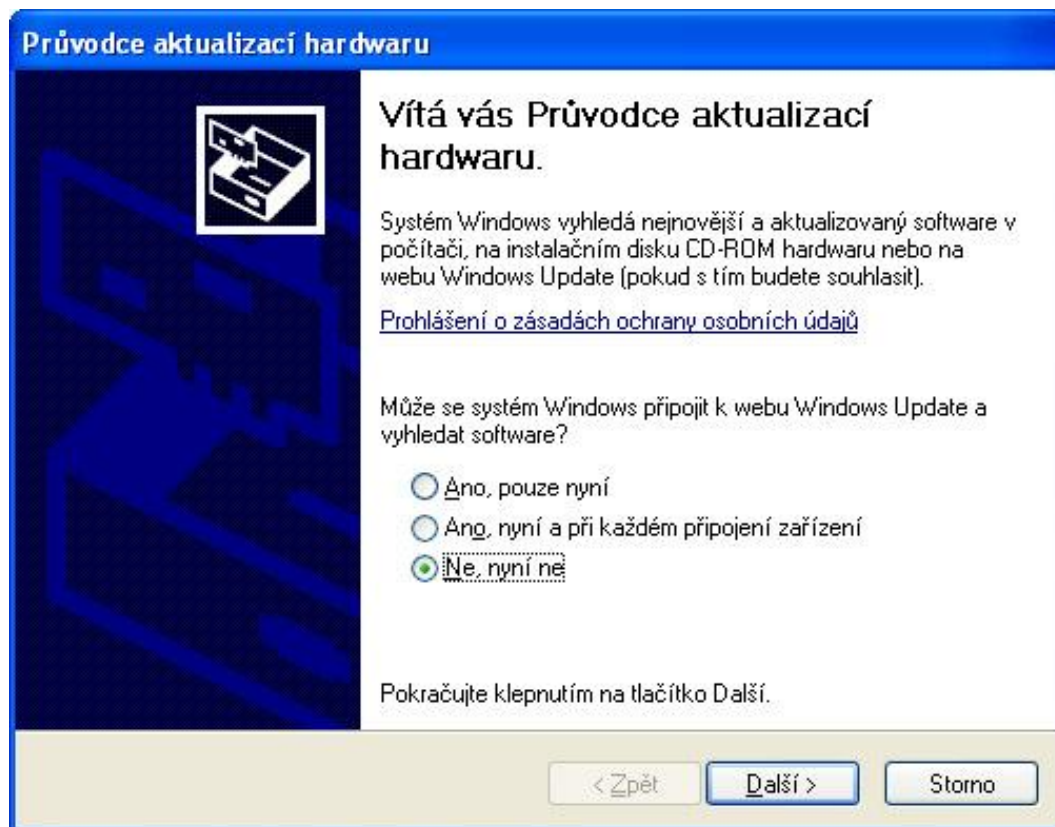 Průvodce aktualizací hardwaru
Vítá vás Průvodce aktualizací
hardwaru.
Systém Windows vyhledá nejnovější a aktualizovaný software v
počítači, na instalačním disku CD-ROM hardwaru nebo na
webu Windows Update (pokud s tím budete souhlasit).
Prohlášení o zásadách ochrany osobních údajů
Může se systém Windows připojit k webu Windows Update a
vyhledat software?
Ano, pouze nyní
Ano, nyní a při každém připojení zařízení
Ne, nyní ne
Pokračujte klepnutím na tlačítko Další.
< Zpět
Další >
Storno